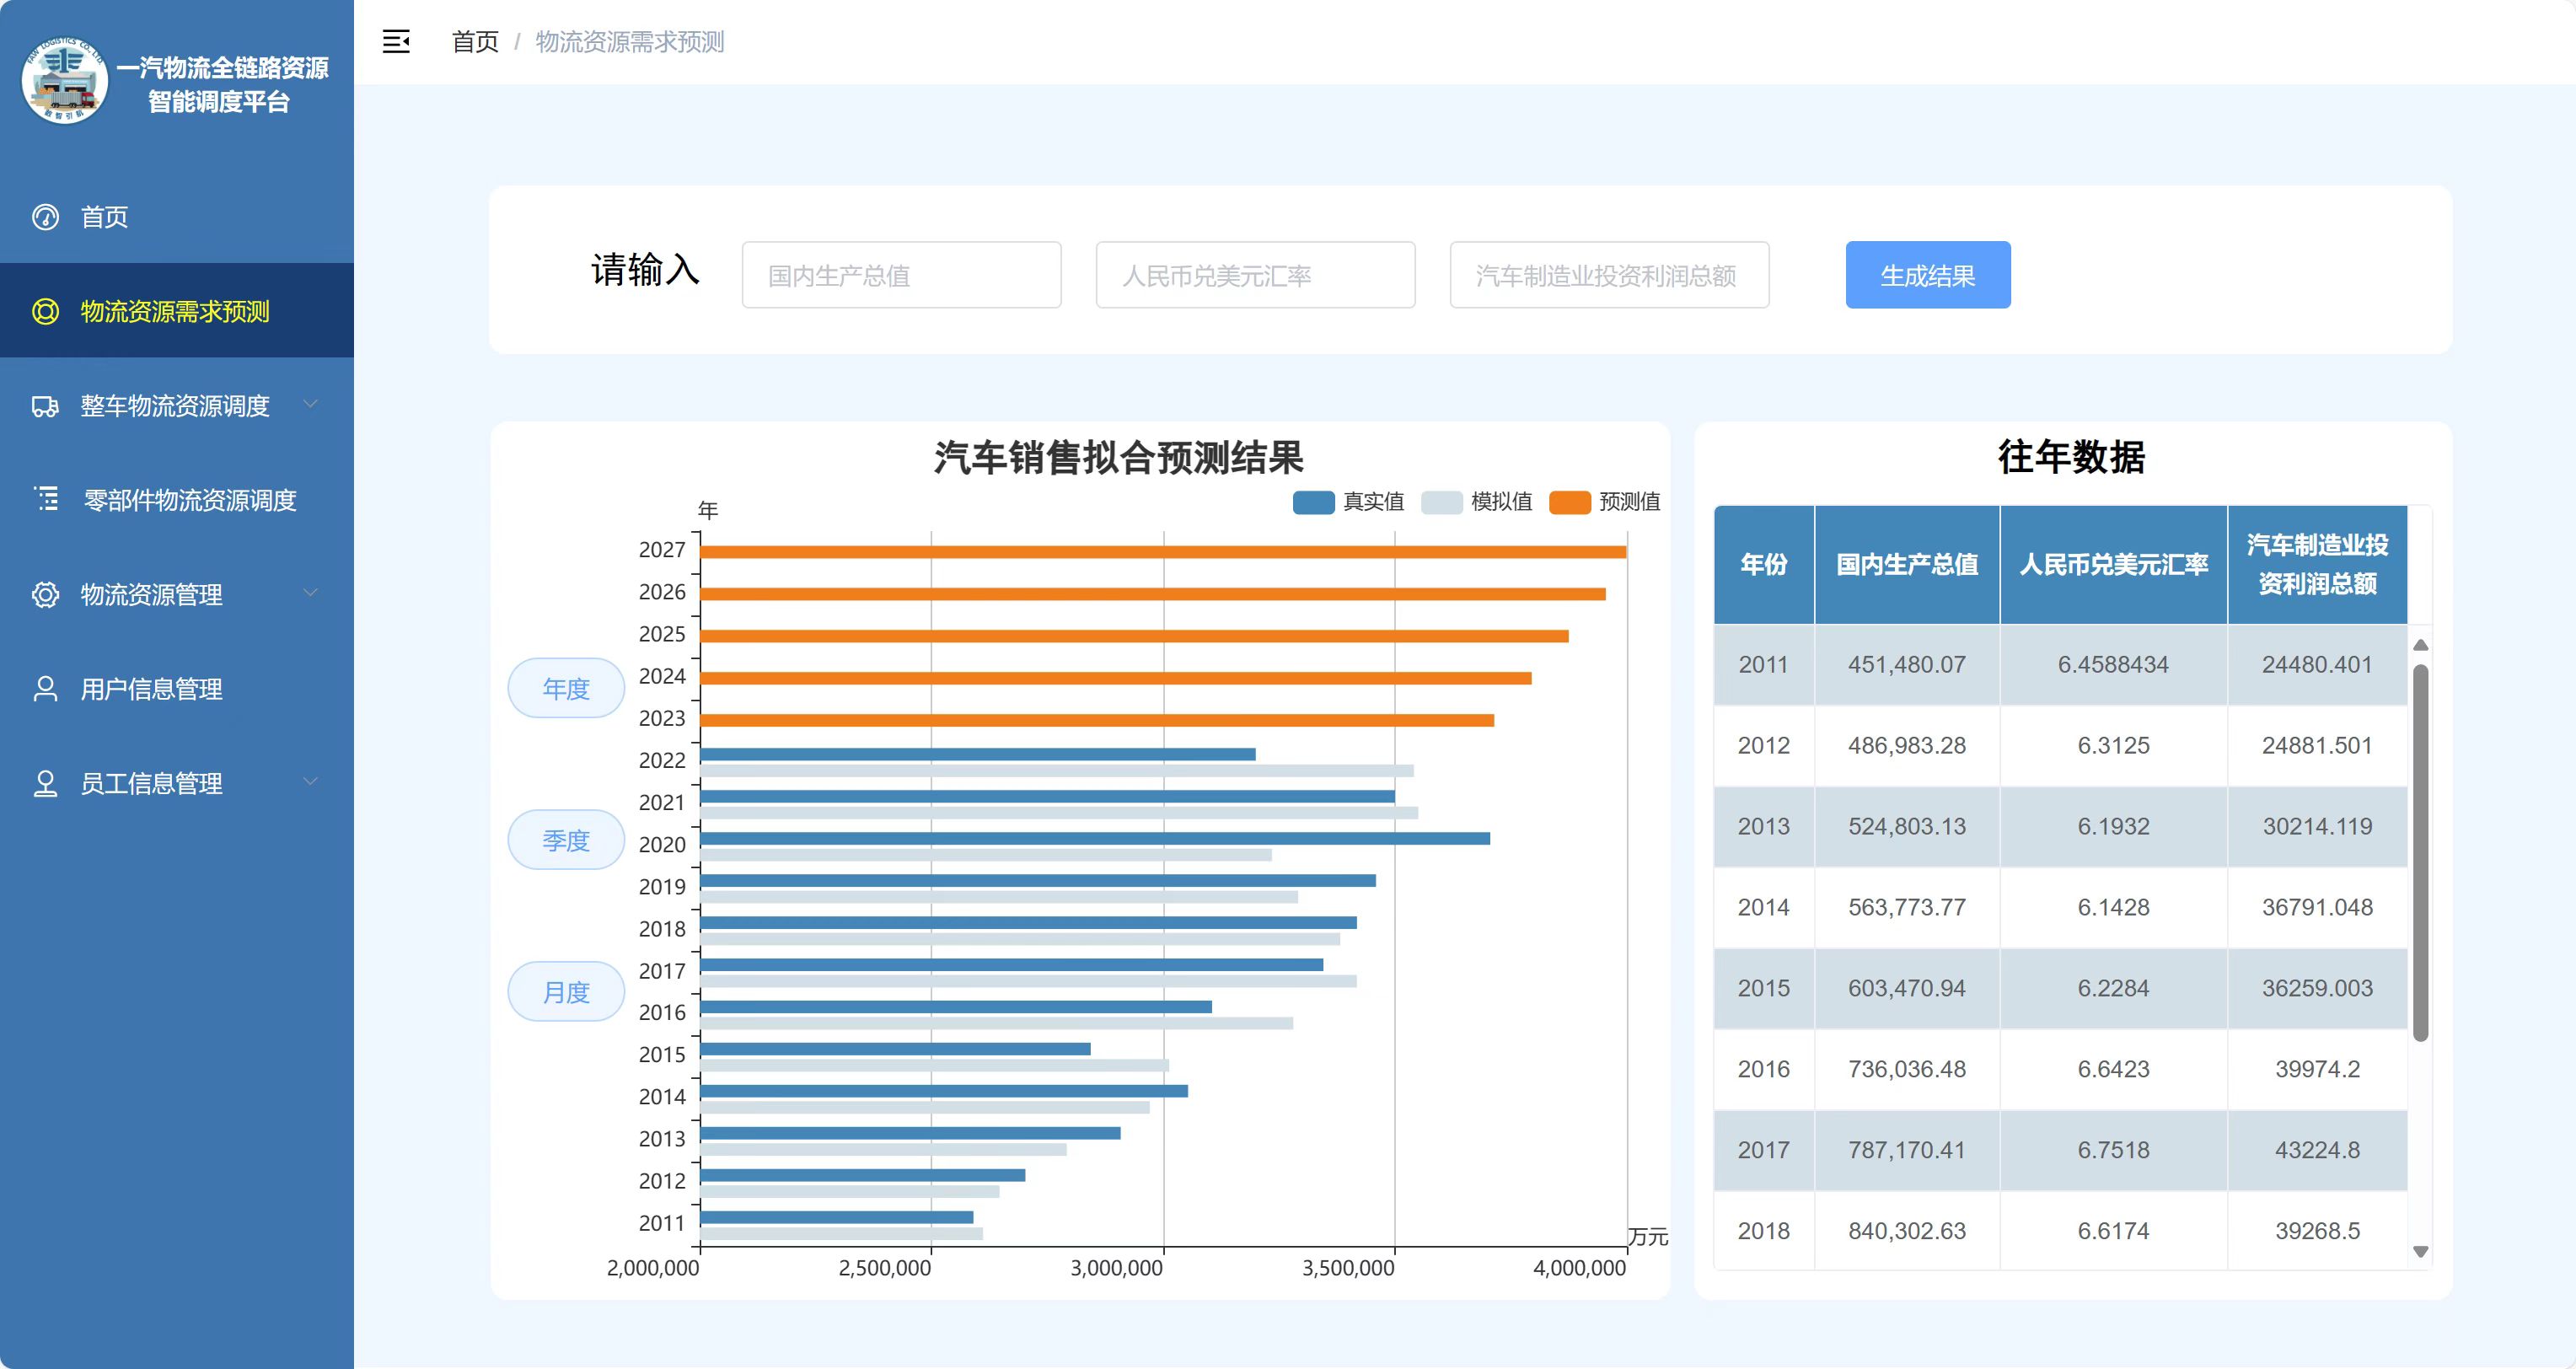 FAW LOGISTICS CO., LTD.
数智引航
一汽物流全链路资源
智能调度平台
首页
物流资源需求预测
整车物流资源调度
零部件物流资源调度
物流资源管理
用户信息管理
员工信息管理
首页 / 物流资源需求预测
请输入 国内生产总值 人民币兑美元汇率 汽车制造业投资利润总额 生成结果
汽车销售拟合预测结果
真实值 模拟值 预测值
年
2027
2026
2025
2024
2023
2022
2021
2020
2019
2018
2017
2016
2015
2014
2013
2012
2011
万元
2,000,000 2,500,000 3,000,000 3,500,000 4,000,000
年度
季度
月度
往年数据
年份 国内生产总值 人民币兑美元汇率 汽车制造业投
资利润总额
2011 451,480.07 6.4588434 24480.401
2012 486,983.28 6.3125 24881.501
2013 524,803.13 6.1932 30214.119
2014 563,773.77 6.1428 36791.048
2015 603,470.94 6.2284 36259.003
2016 736,036.48 6.6423 39974.2
2017 787,170.41 6.7518 43224.8
2018 840,302.63 6.6174 39268.5